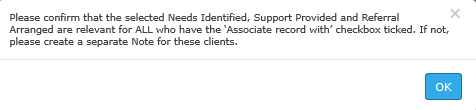 Please confirm that the selected Needs Identified, Support Provided and Referral
Arranged are relevant for ALL who have the ‘Associate record with’ checkbox ticked. If not,
please create a separate Note for these clients.
OK